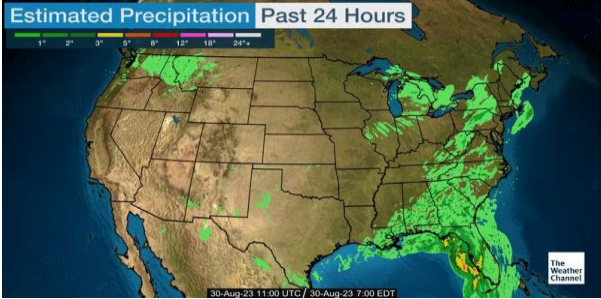 Estimated Precipitation Past 24 Hours
1" 2" 3" 5" 8" 12" 18" 24"+
The
Weather
Channel
30-Aug-23 11:00 UTC / 30-Aug-23 7:00 EDT